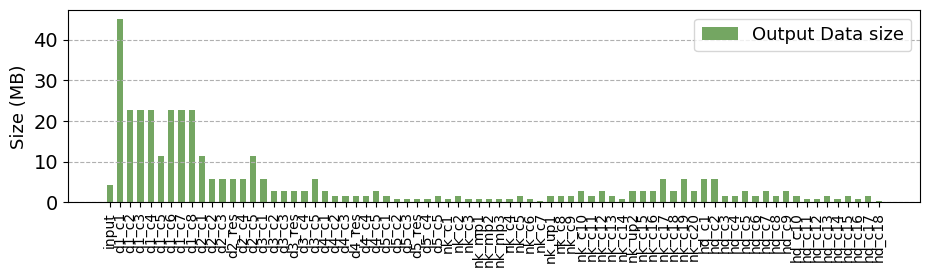 Size (MB)
40
30
20
10
0
Output Data size
input
d1_c1
d1_c2
d1_c3
d1_c4
d1_c5
d1_c6
d1_c7
d1_c8
d2_c1
d2_c2
d2_c3
d2_res
d2_c4
d2_c5
d3_c1
d3_c2
d3_c3
d3_res
d3_c4
d3_c5
d4_c1
d4_c2
d4_c3
d4_res
d4_c4
d4_c5
d5_c1
d5_c2
d5_c3
d5_res
d5_c4
d5_c5
nk_c1
nk_c2
nk_c3
nk_mp1
nk_mp2
nk_mp3
nk_c4
nk_c5
nk_c6
nk_c7
nk_up1
nk_c8
nk_c9
nk_c10
nk_c11
nk_c12
nk_c13
nk_c14
nk_up2
nk_c15
nk_c16
nk_c17
nk_c18
nk_c19
nk_c20
hd_c1
hd_c2
hd_c3
hd_c4
hd_c5
hd_c6
hd_c7
hd_c8
hd_c9
hd_c10
hd_c11
hd_c12
hd_c13
hd_c14
hd_c15
hd_c16
hd_c17
hd_c18